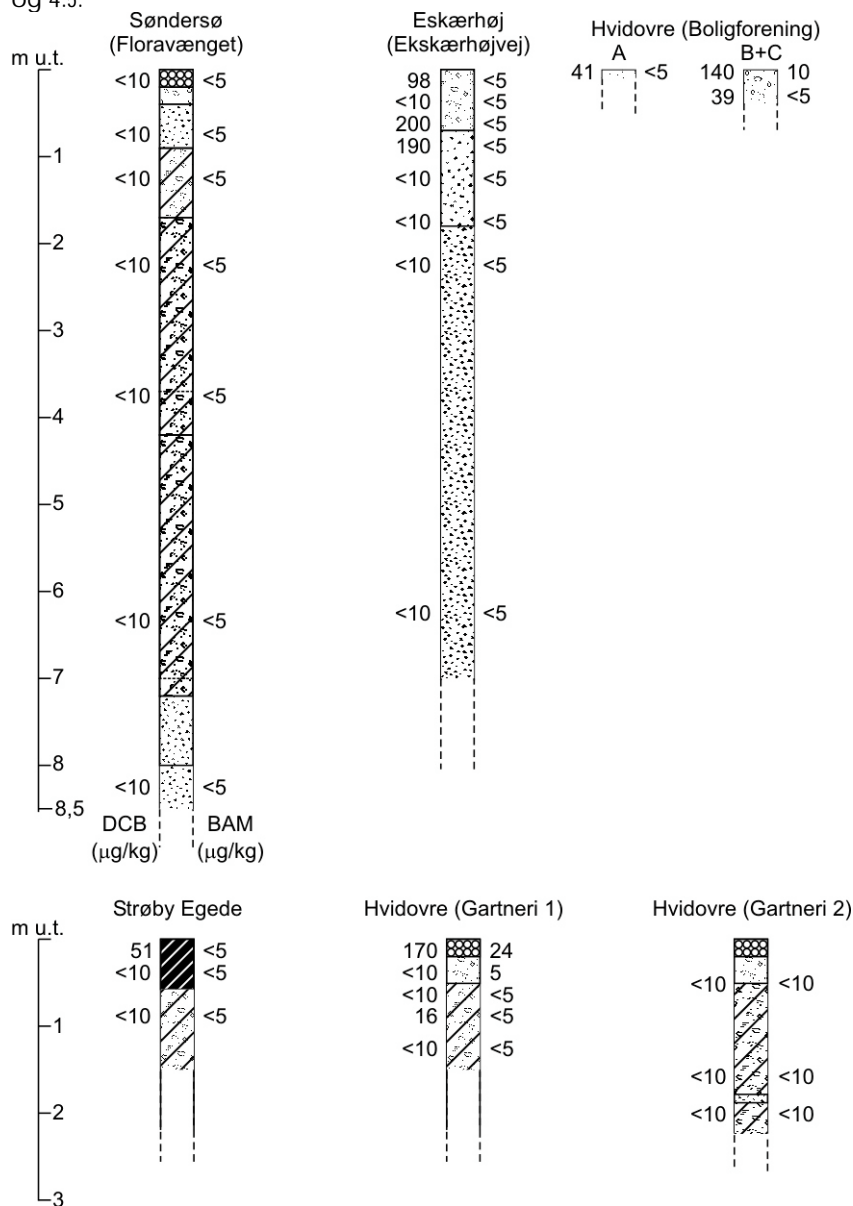 og 4.3.
Søndersø
(Floravænget)
Eskærhøj
(Ekskærhøjvej)
Hvidovre (Boligforening)
A
B+C
m u.t.
<10 <5
98 <5
41 <5
140 10
<10 <5
39 <5
<10 <5
200 <5
190 <5
1
<10 <5
<10 <5
<10 <5
2
<10 <5
<10 <5
3
<10 <5
4
5
6
<10 <5
<10 <5
7
8
<10 <5
8,5
DCB BAM
(µg/kg) (µg/kg)
Strøby Egede
Hvidovre (Gartneri 1)
Hvidovre (Gartneri 2)
m u.t.
51 <5
170 24
<10 <5
<10 5
<10 <10
<10 <5
<10 <5
16 <5
1
<10 <5
<10 <10
2
<10 <10
3